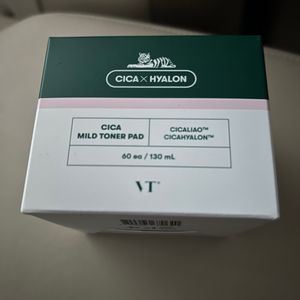 CICA × HYALON
CICA
MILD TONER PAD
CICALIAO™
CICAHYALON™
60 ea / 130 mL
VT®